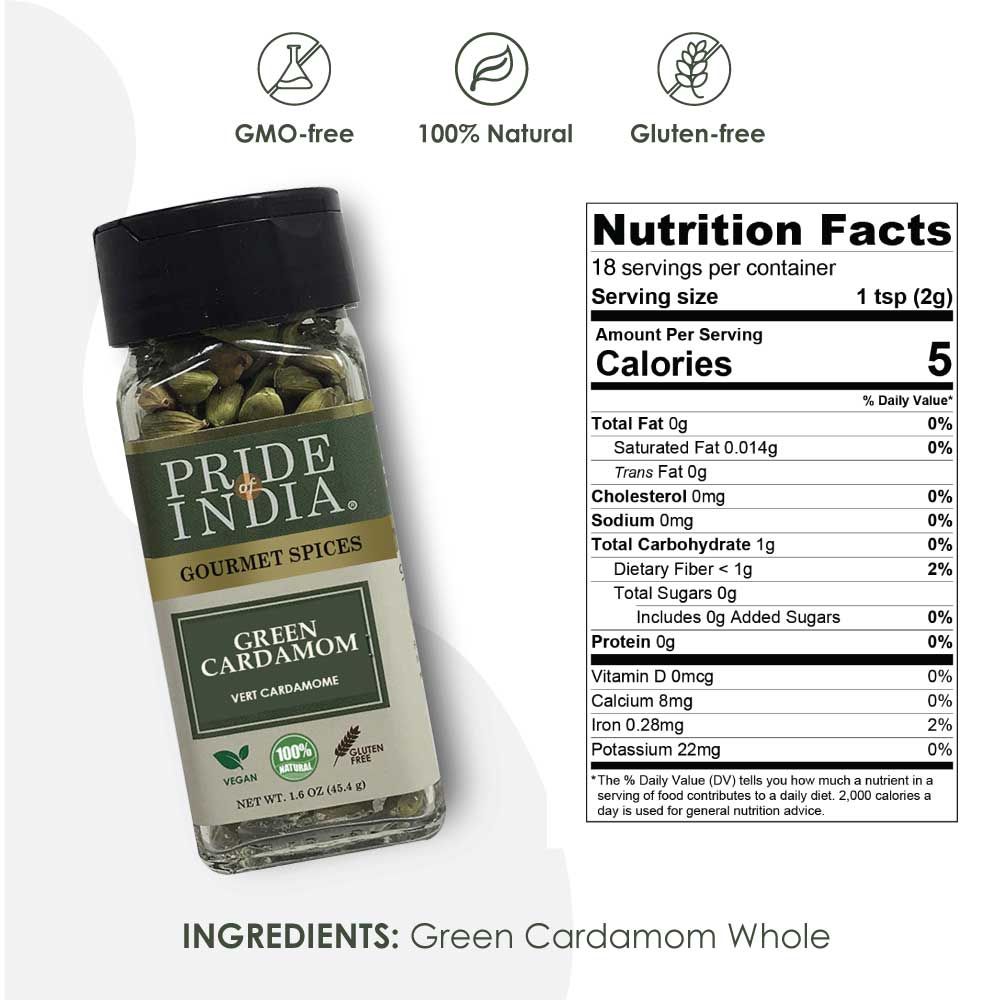 GMO-free
100% Natural
Gluten-free
PRIDE
of
INDIA®
GOURMET SPICES
GREEN
CARDAMOM
VERT CARDAMOME
VEGAN
100%
NATURAL
GLUTEN
FREE
NET WT. 1.6 OZ (45.4 g)
Nutrition Facts
18 servings per container
Serving size 1 tsp (2g)
Amount Per Serving
Calories 5
% Daily Value*
Total Fat 0g 0%
Saturated Fat 0.014g 0%
Trans Fat 0g
Cholesterol 0mg 0%
Sodium 0mg 0%
Total Carbohydrate 1g 0%
Dietary Fiber < 1g 2%
Total Sugars 0g
Includes 0g Added Sugars 0%
Protein 0g 0%
Vitamin D 0mcg 0%
Calcium 8mg 0%
Iron 0.28mg 2%
Potassium 22mg 0%
*The % Daily Value (DV) tells you how much a nutrient in a
serving of food contributes to a daily diet. 2,000 calories a
day is used for general nutrition advice.
INGREDIENTS: Green Cardamom Whole